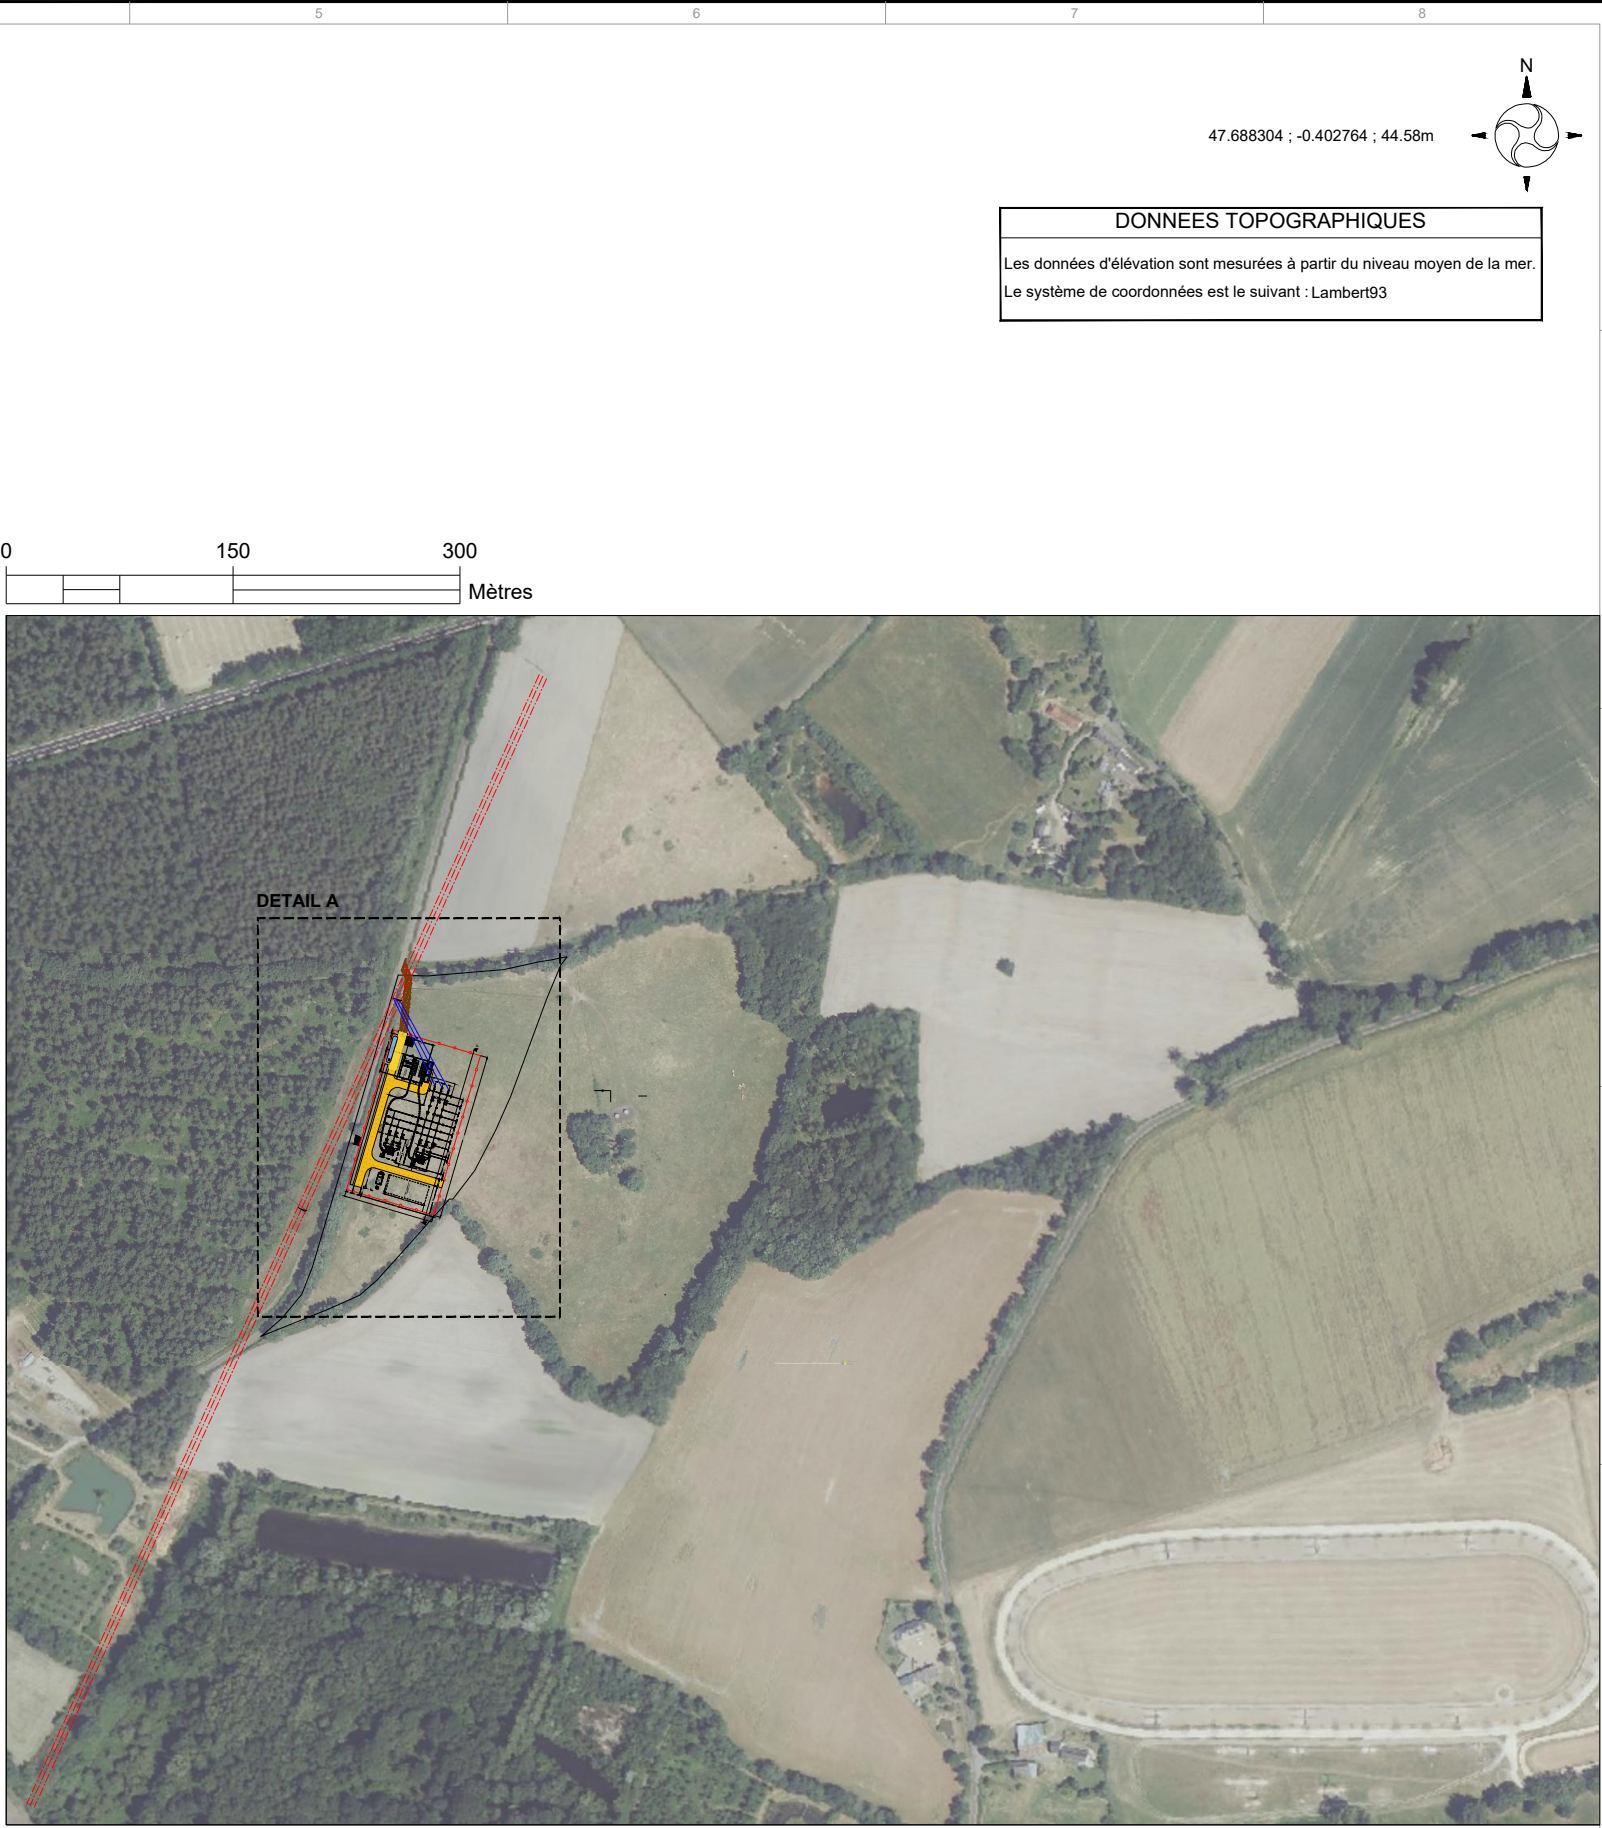 5 6 7 8
N
47.688304 ; -0.402764 ; 44.58m
DONNEES TOPOGRAPHIQUES
Les données d'élévation sont mesurées à partir du niveau moyen de la mer.
Le système de coordonnées est le suivant : Lambert93
0 150 300
Mètres
DETAIL A